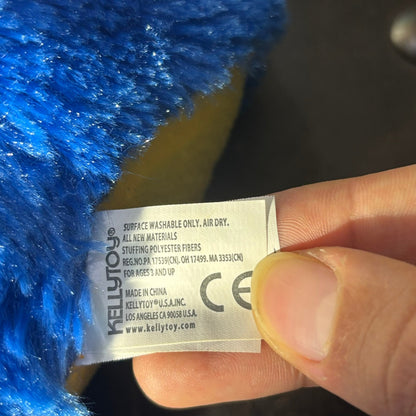 KELLYTOY®
SURFACE WASHABLE ONLY. AIR DRY.
ALL NEW MATERIALS
STUFFING POLYESTER FIBERS
REG.NO.PA 17539(CN). OH 17499. MA 3353(CN)
FOR AGES 3 AND UP
MADE IN CHINA
KELLYTOY® U.S.A.INC.
LOS ANGELES CA 90058 U.S.A.
www.kellytoy.com
CE